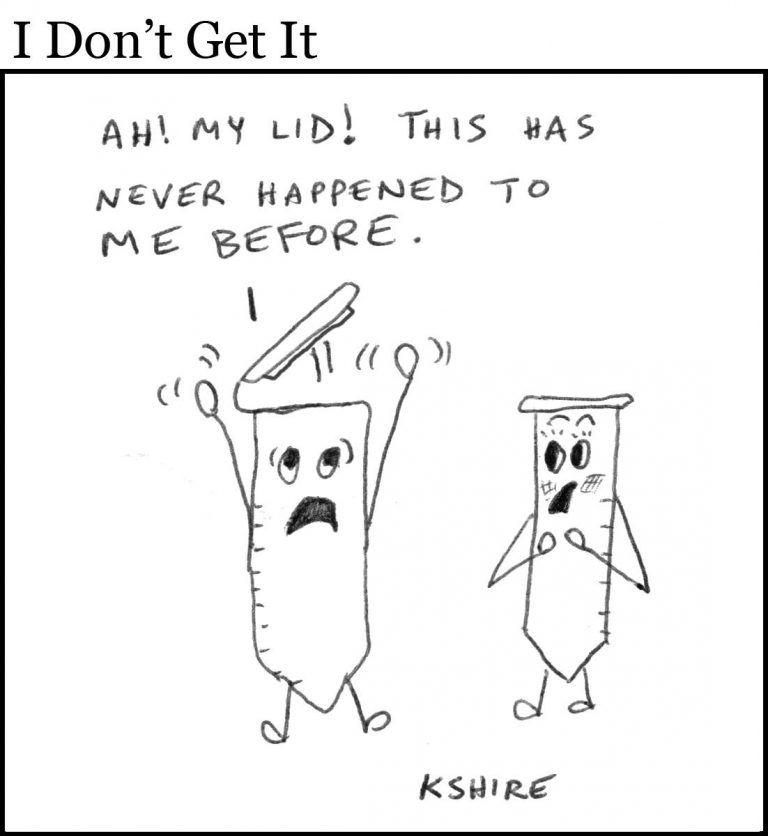 I Don’t Get It
AH! MY LID! THIS HAS
NEVER HAPPENED TO
ME BEFORE.
KSHIRE